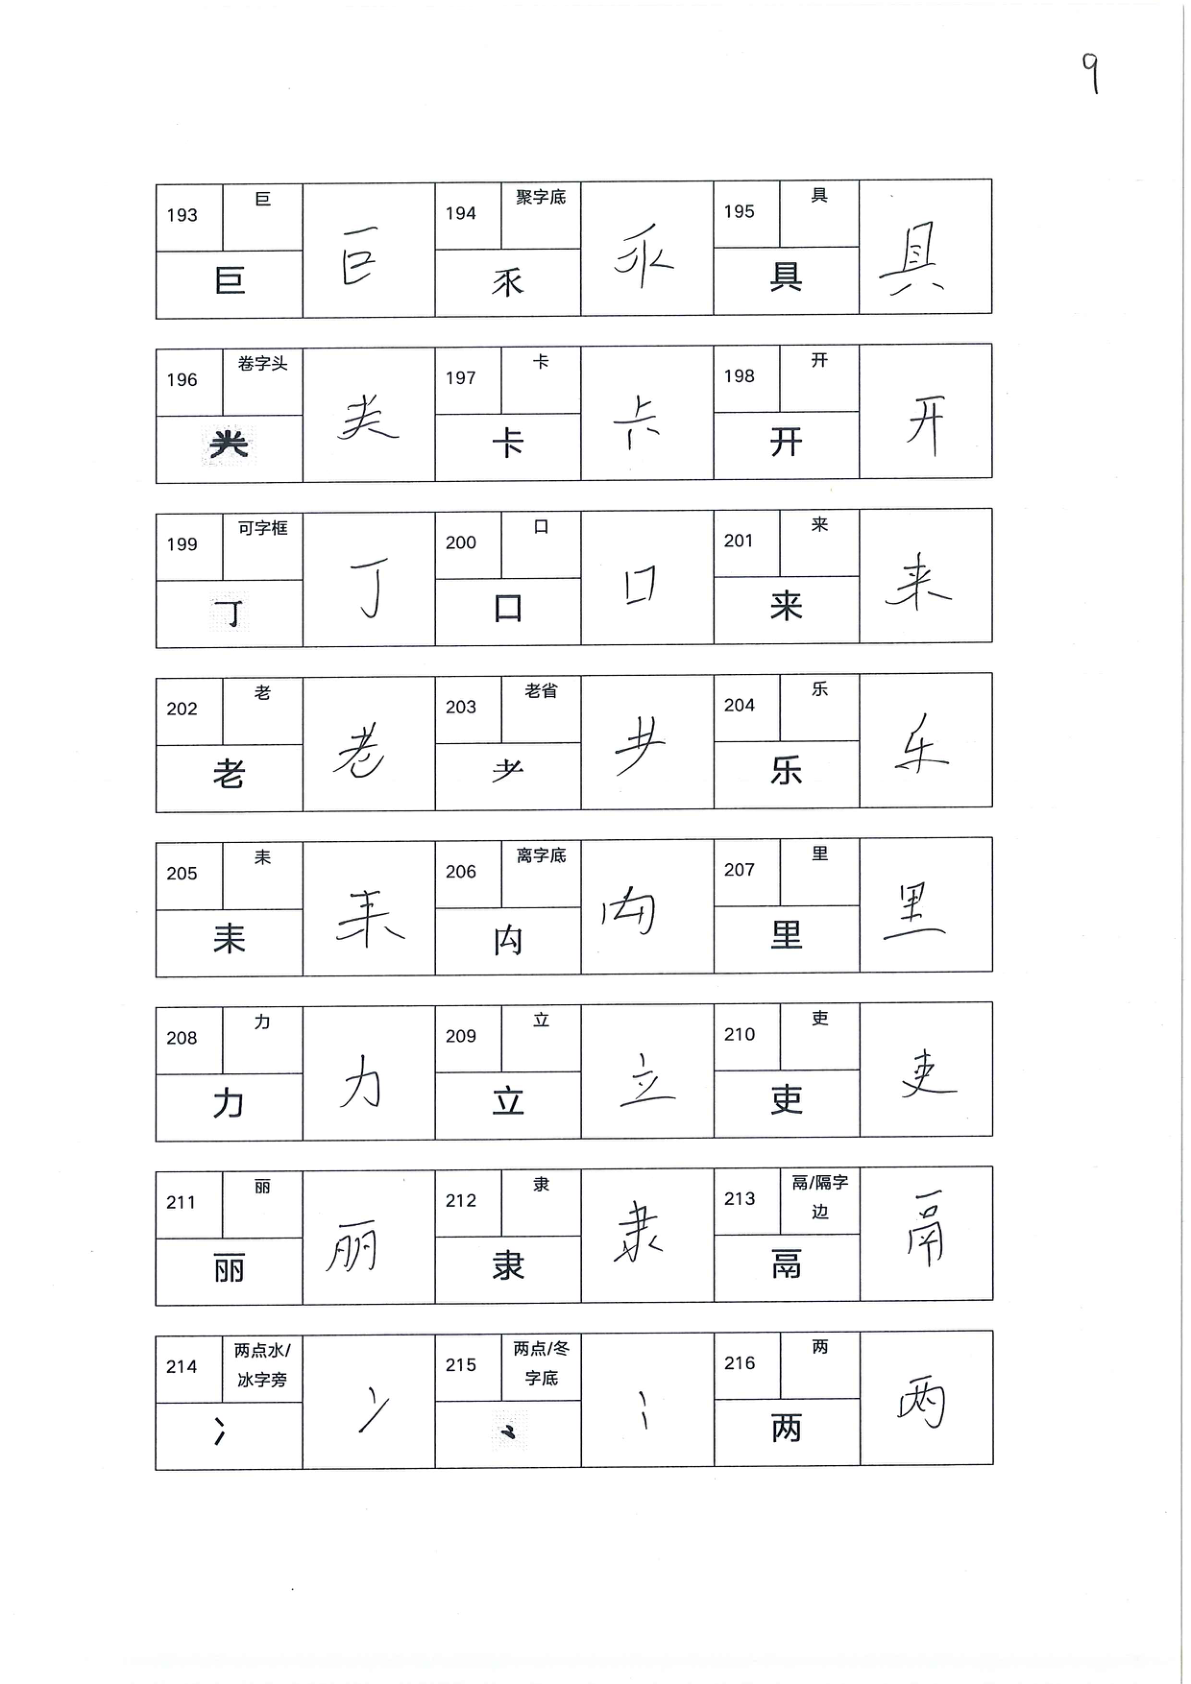 9
193 巨 巨 194 聚字底 乑 195 具 具
巨 乑 具
196 卷字头 龹 197 卡 卡 198 开 开
龹 卡 开
199 可字框 丁 200 口 口 201 来 来
丁 口 来
202 老 老 203 老省 耂 204 乐 乐
老 耂 乐
205 耒 耒 206 离字底 禸 207 里 里
耒 禸 里
208 力 力 209 立 立 210 吏 吏
力 立 吏
211 丽 丽 212 隶 隶 213 鬲/隔字边 鬲
丽 隶 鬲
214 两点水/冰字旁 冫 215 两点/冬字底 216 两 两
冫 两